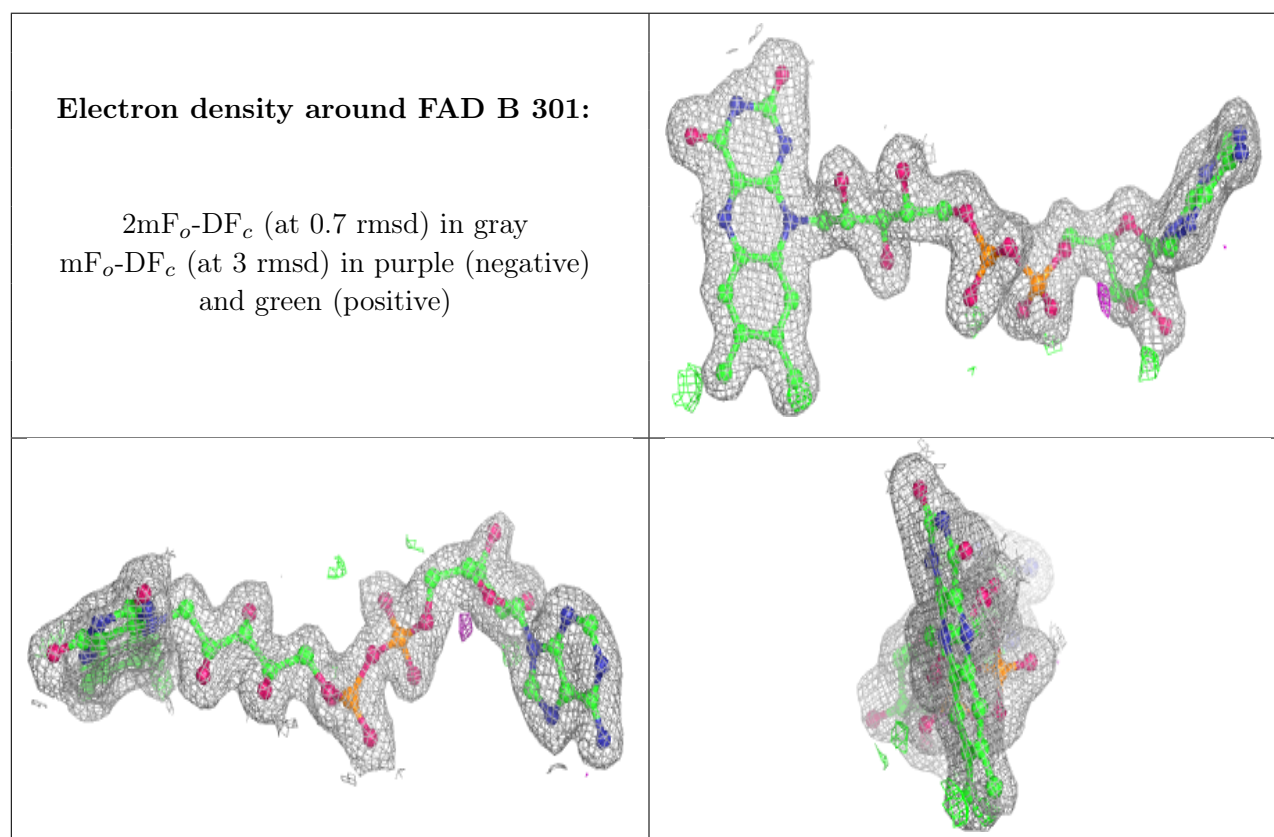 Electron density around FAD B 301:
2mFo-DFc (at 0.7 rmsd) in gray
mFo-DFc (at 3 rmsd) in purple (negative)
and green (positive)